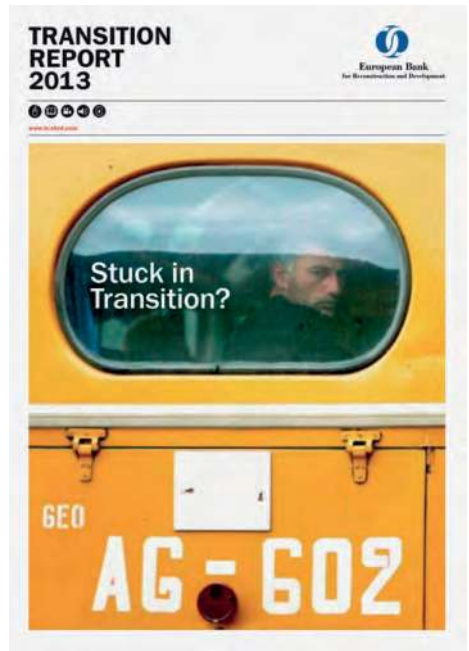 TRANSITION
REPORT
2013
European Bank
for Reconstruction and Development
Stuck in
Transition?
GEO
AG-602